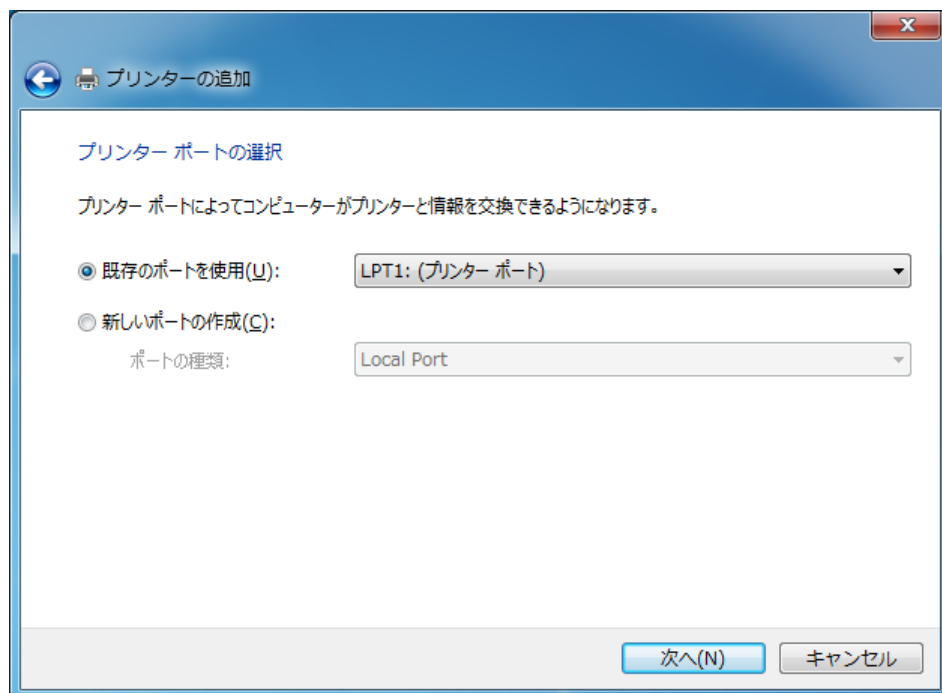 プリンターの追加
プリンター ポートの選択
プリンター ポートによってコンピューターがプリンターと情報を交換できるようになります。
既存のポートを使用(U): LPT1: (プリンター ポート)
新しいポートの作成(C):
ポートの種類: Local Port
次へ(N) キャンセル